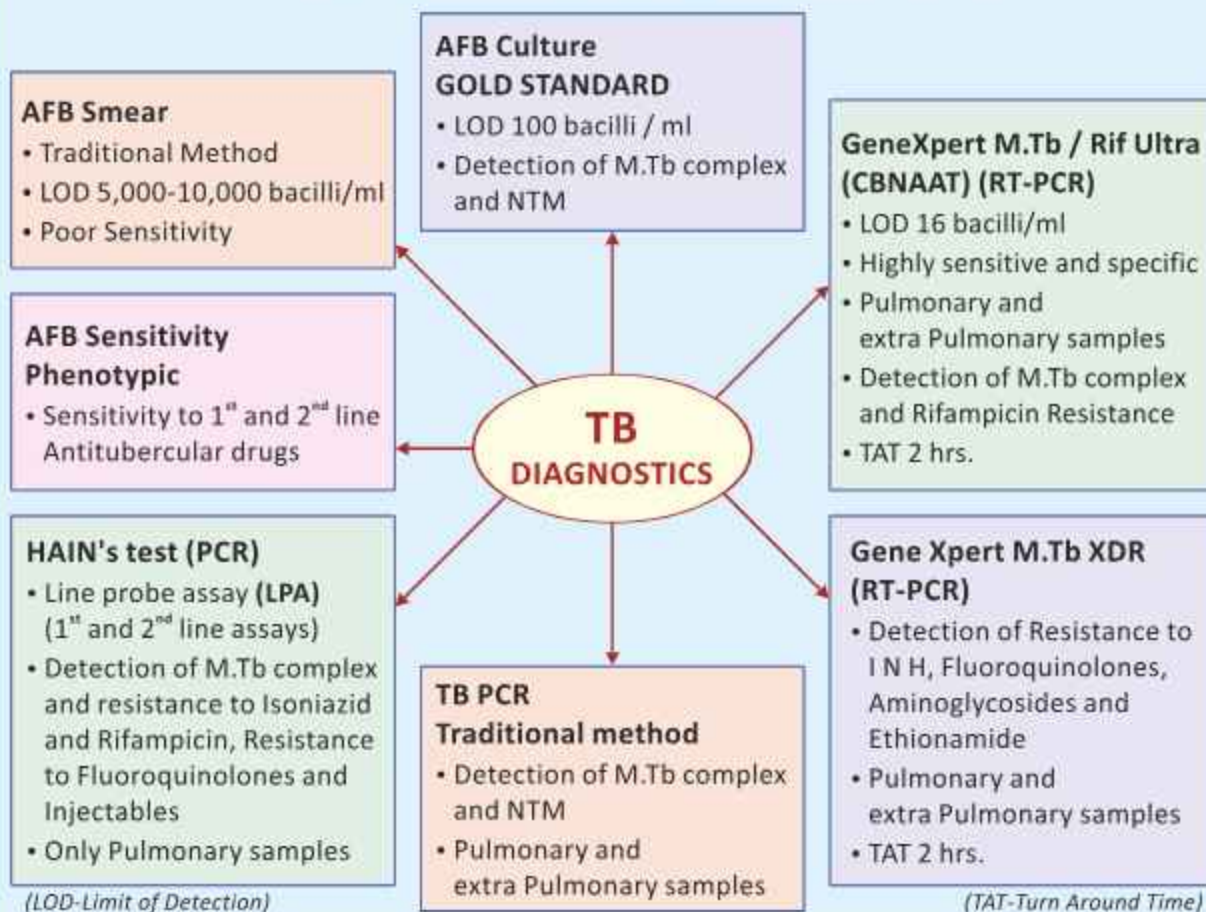 AFB Smear
• Traditional Method
• LOD 5,000-10,000 bacilli/ml
• Poor Sensitivity
AFB Culture
GOLD STANDARD
• LOD 100 bacilli / ml
• Detection of M.Tb complex
and NTM
GeneXpert M.Tb / Rif Ultra
(CBNAAT) (RT-PCR)
• LOD 16 bacilli/ml
• Highly sensitive and specific
• Pulmonary and
extra Pulmonary samples
• Detection of M.Tb complex
and Rifampicin Resistance
• TAT 2 hrs.
AFB Sensitivity
Phenotypic
• Sensitivity to 1st and 2nd line
Antitubercular drugs
TB
DIAGNOSTICS
HAIN's test (PCR)
• Line probe assay (LPA)
(1st and 2nd line assays)
• Detection of M.Tb complex
and resistance to Isoniazid
and Rifampicin, Resistance
to Fluoroquinolones and
Injectables
• Only Pulmonary samples
TB PCR
Traditional method
• Detection of M.Tb complex
and NTM
• Pulmonary and
extra Pulmonary samples
Gene Xpert M.Tb XDR
(RT-PCR)
• Detection of Resistance to
I N H, Fluoroquinolones,
Aminoglycosides and
Ethionamide
• Pulmonary and
extra Pulmonary samples
• TAT 2 hrs.
(LOD-Limit of Detection)
(TAT-Turn Around Time)